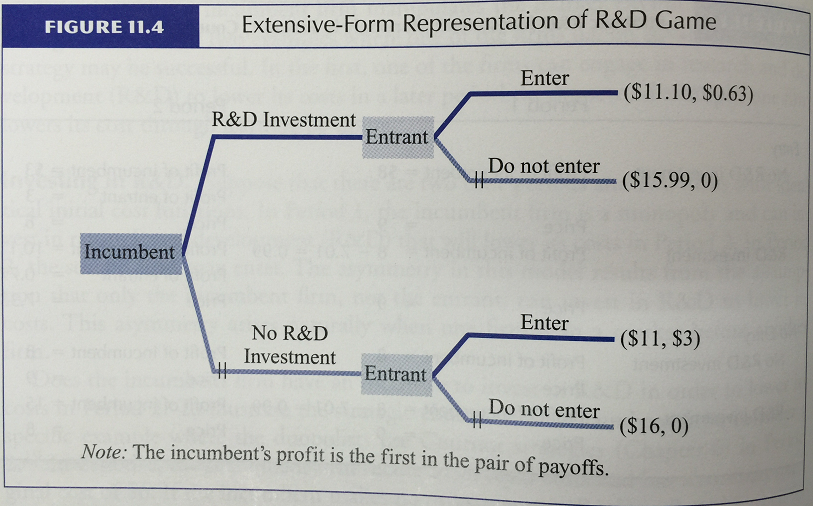 FIGURE 11.4
Extensive-Form Representation of R&D Game
Enter
($11.10, $0.63)
R&D Investment
Entrant
Do not enter
($15.99, 0)
Incumbent
No R&D
Investment
Entrant
Enter
($11, $3)
Do not enter
($16, 0)
Note: The incumbent's profit is the first in the pair of payoffs.